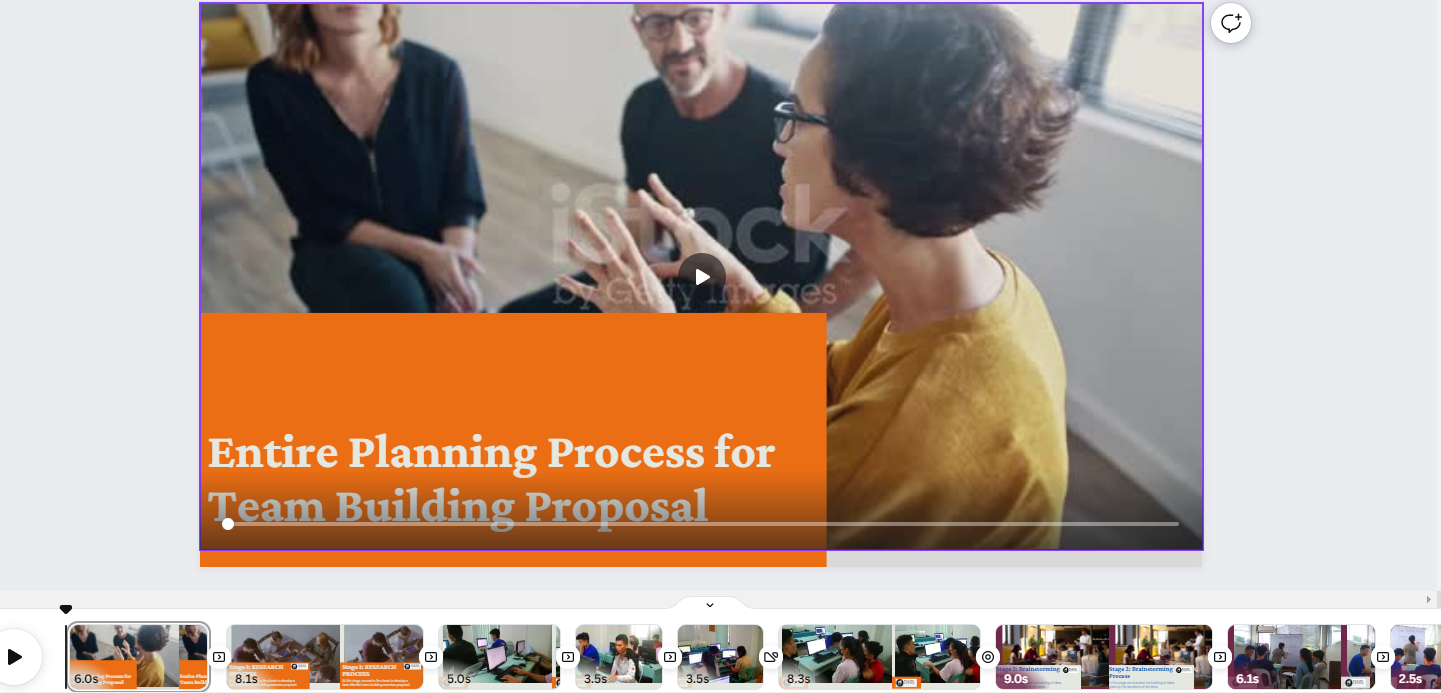 iStock
by Getty Images
Entire Planning Process for
Team Building Proposal
6.0s
8.1s
Stage 1: RESEARCH
Stage 1: RESEARCH
PROCESS
5.0s
3.5s
3.5s
8.3s
9.0s
Stage 2: Brainstorming
Stage 2: Brainstorming
Process
6.1s
2.5s